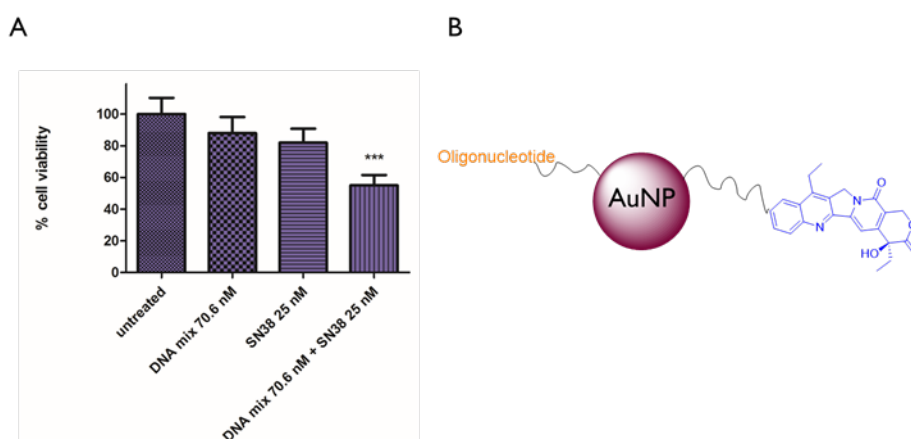 A
B
100
80
60
40
20
0
% cell viability
***
untreated
DNA mix 70.6 nM
SN38 25 nM
DNA mix 70.6 nM + SN38 25 nM
Oligonucleotide
AuNP
O
N
N
O
HO